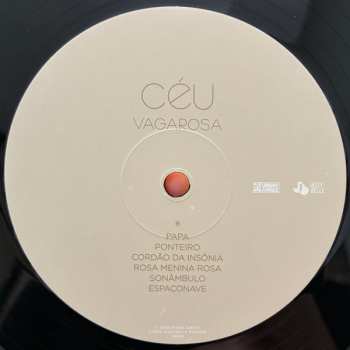 CéU
VAGAROSA
PAPA
PONTEIRO
CORDÃO DA INSÔNIA
ROSA MENINA ROSA
SONÂMBULO
ESPAÇONAVE